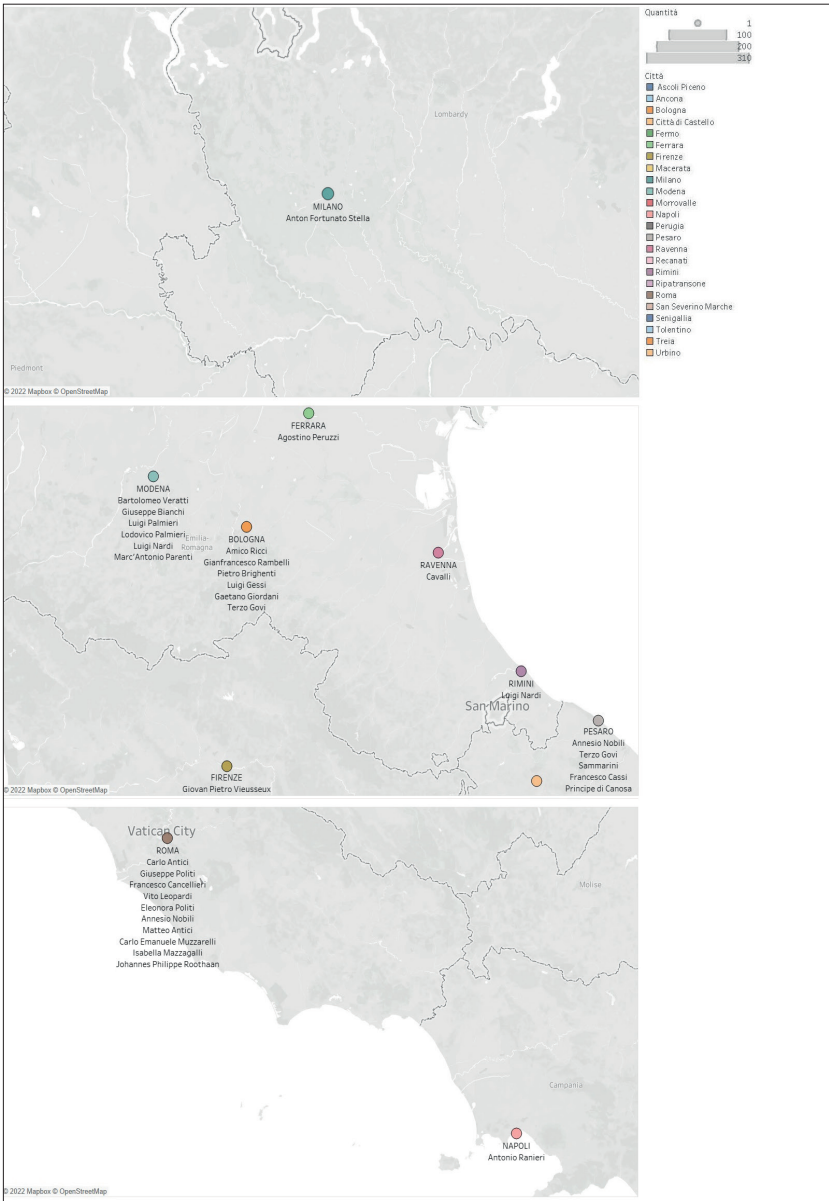 Lombardy
MILANO
Anton Fortunato Stella
Piedmont
© 2022 Mapbox © OpenStreetMap
Quantità
1
100
200
310
Città
Ascoli Piceno
Ancona
Bologna
Città di Castello
Fermo
Ferrara
Firenze
Macerata
Milano
Modena
Morrovalle
Napoli
Perugia
Pesaro
Ravenna
Recanati
Rimini
Ripatransone
Roma
San Severino Marche
Senigallia
Tolentino
Treia
Urbino
FERRARA
Agostino Peruzzi
MODENA
Bartolomeo Veratti
Giuseppe Bianchi
Luigi Palmieri
Lodovico Palmieri
Luigi Nardi
Marc'Antonio Parenti
Emilia-
Romagna
BOLOGNA
Amico Ricci
Gianfrancesco Rambelli
Pietro Brighenti
Luigi Gessi
Gaetano Giordani
Terzo Govi
RAVENNA
Cavalli
RIMINI
Loigi Nardi
San Marino
PESARO
Annesio Nobili
Terzo Govi
Sammarini
Francesco Cassi
Principe di Canosa
FIRENZE
Giovan Pietro Vieusseux
© 2022 Mapbox © OpenStreetMap
Vatican City
ROMA
Carlo Antici
Giuseppe Politi
Francesco Cancellieri
Vito Leopardi
Eleonora Politi
Annesio Nobili
Matteo Antici
Carlo Emanuele Muzzarelli
Isabella Mazzagalli
Johannes Philippe Roothaan
Molise
Campania
NAPOLI
Antonio Ranieri
© 2022 Mapbox © OpenStreetMap